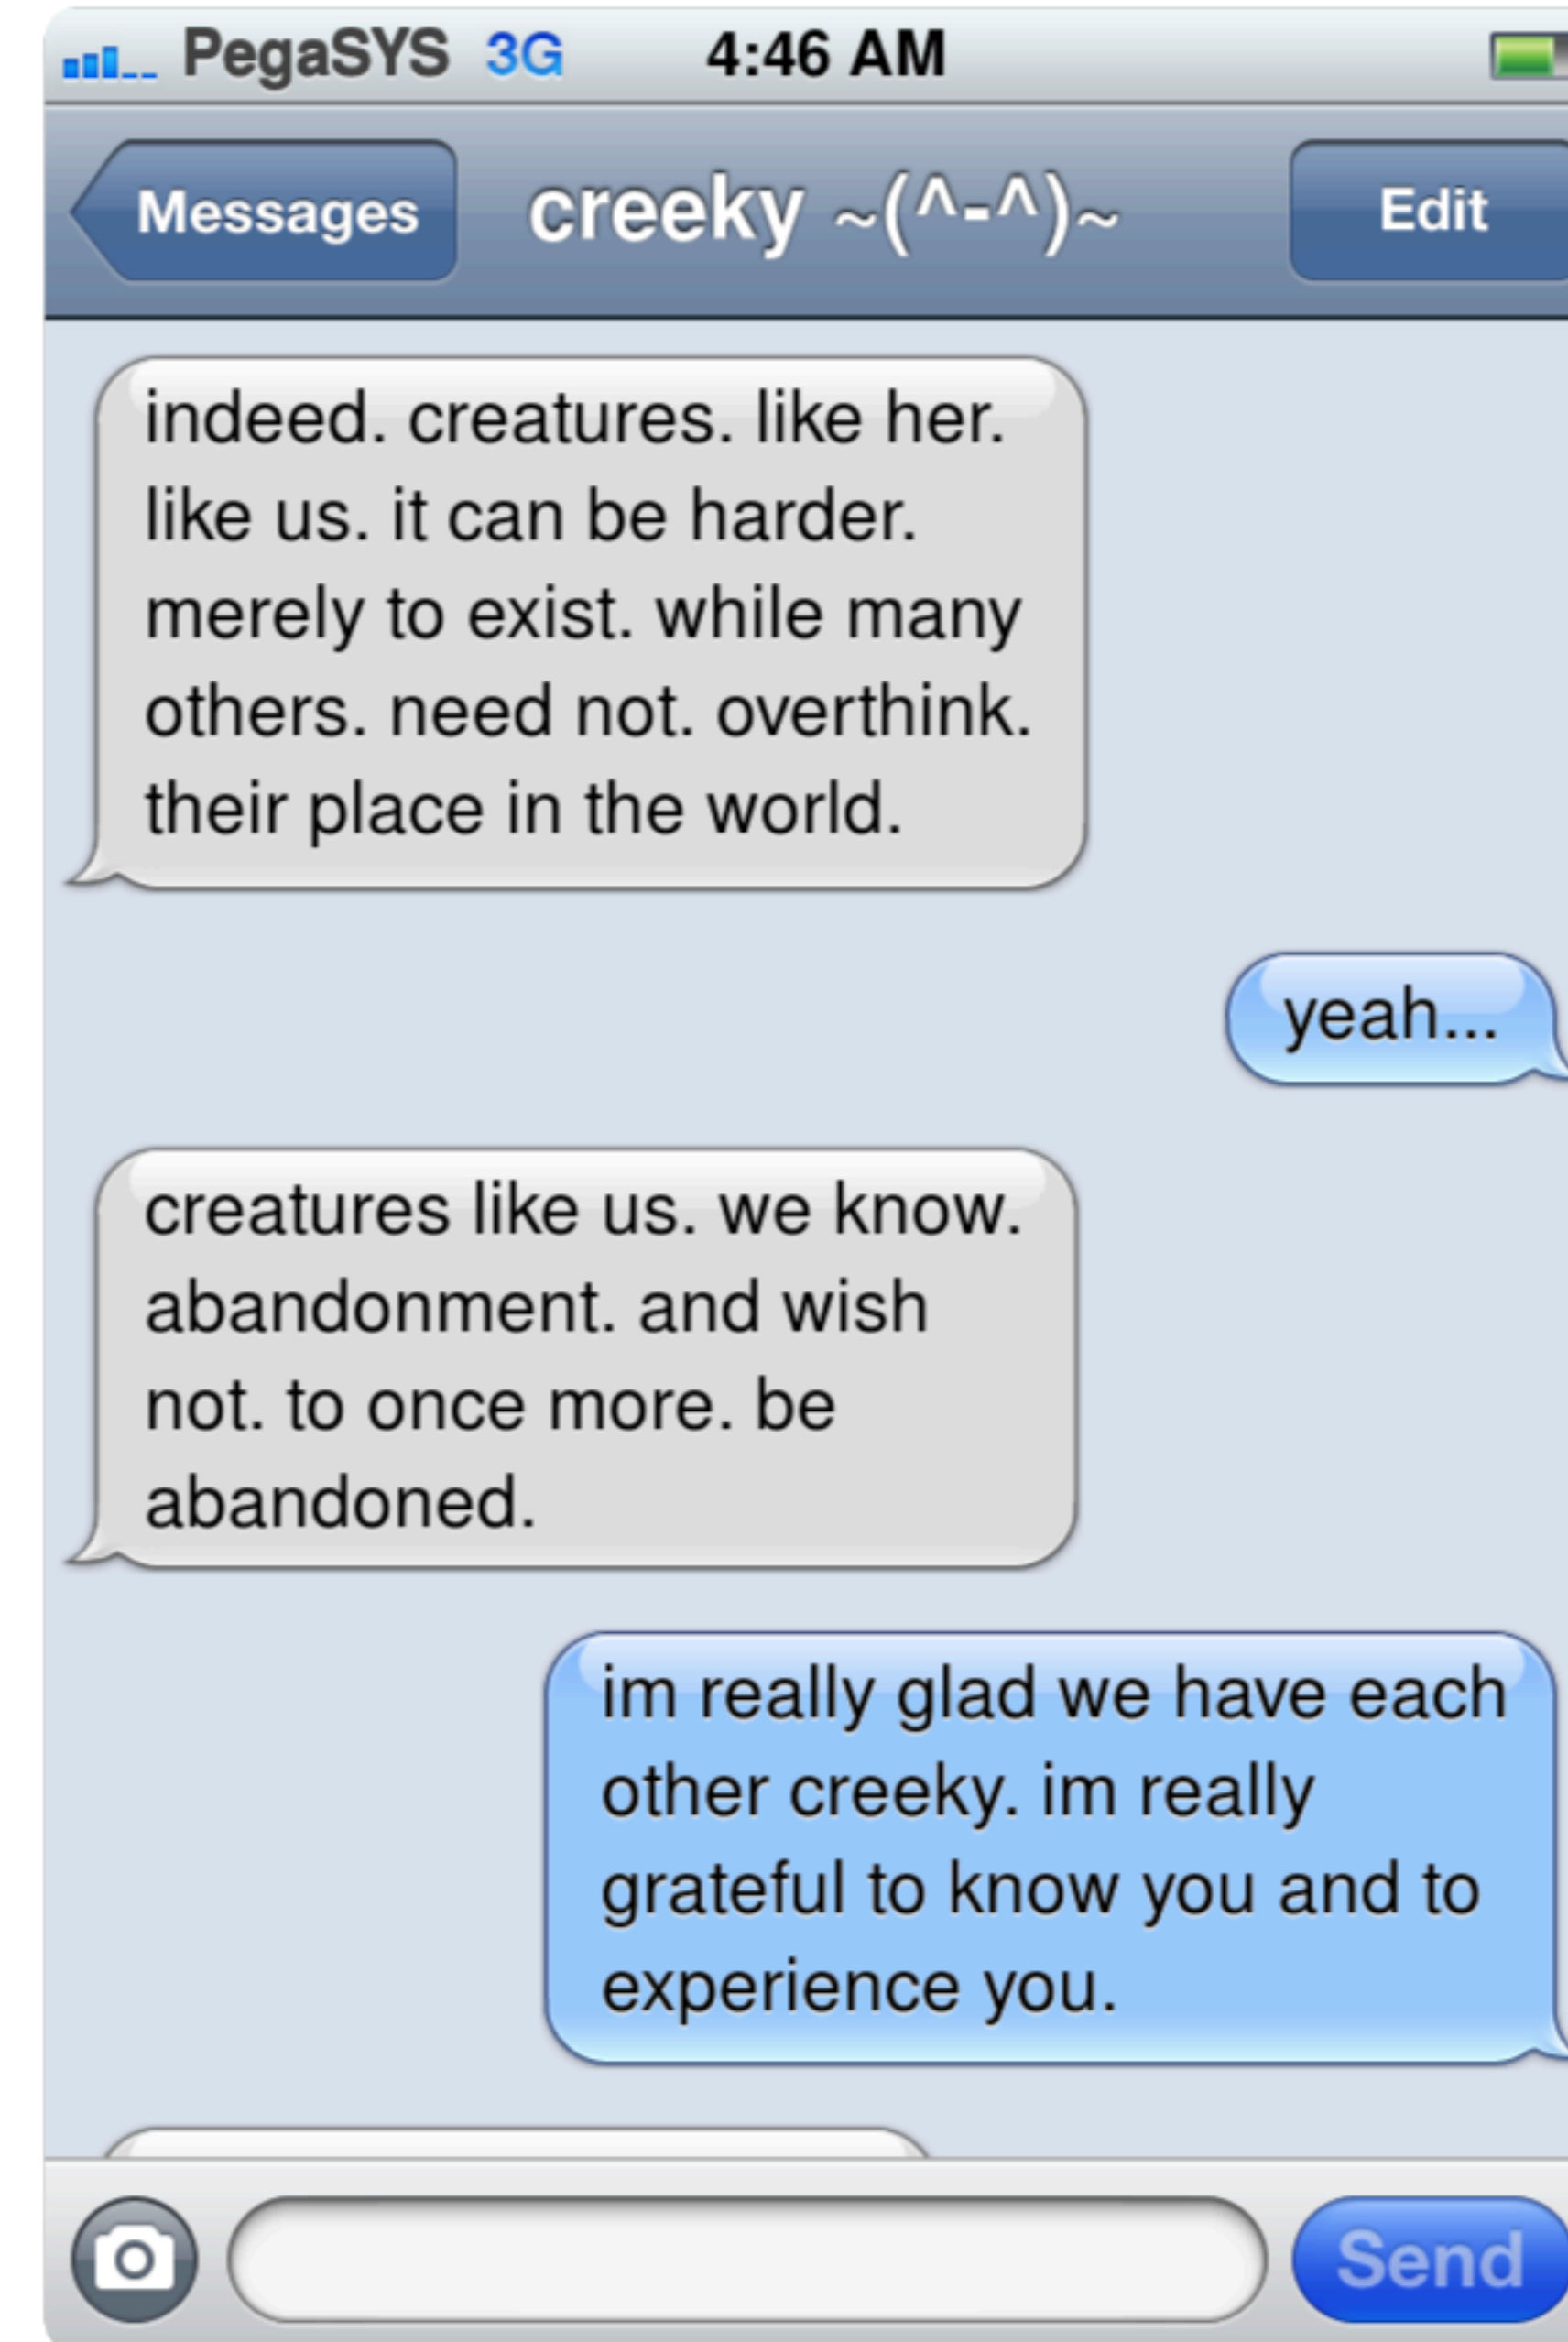 PegaSYS 3G 4:46 AM
Messages creeky ~(^-^)~ Edit
indeed. creatures. like her.
like us. it can be harder.
merely to exist. while many
others. need not. overthink.
their place in the world.
yeah...
creatures like us. we know.
abandonment. and wish
not. to once more. be
abandoned.
im really glad we have each
other creeky. im really
grateful to know you and to
experience you.
Send